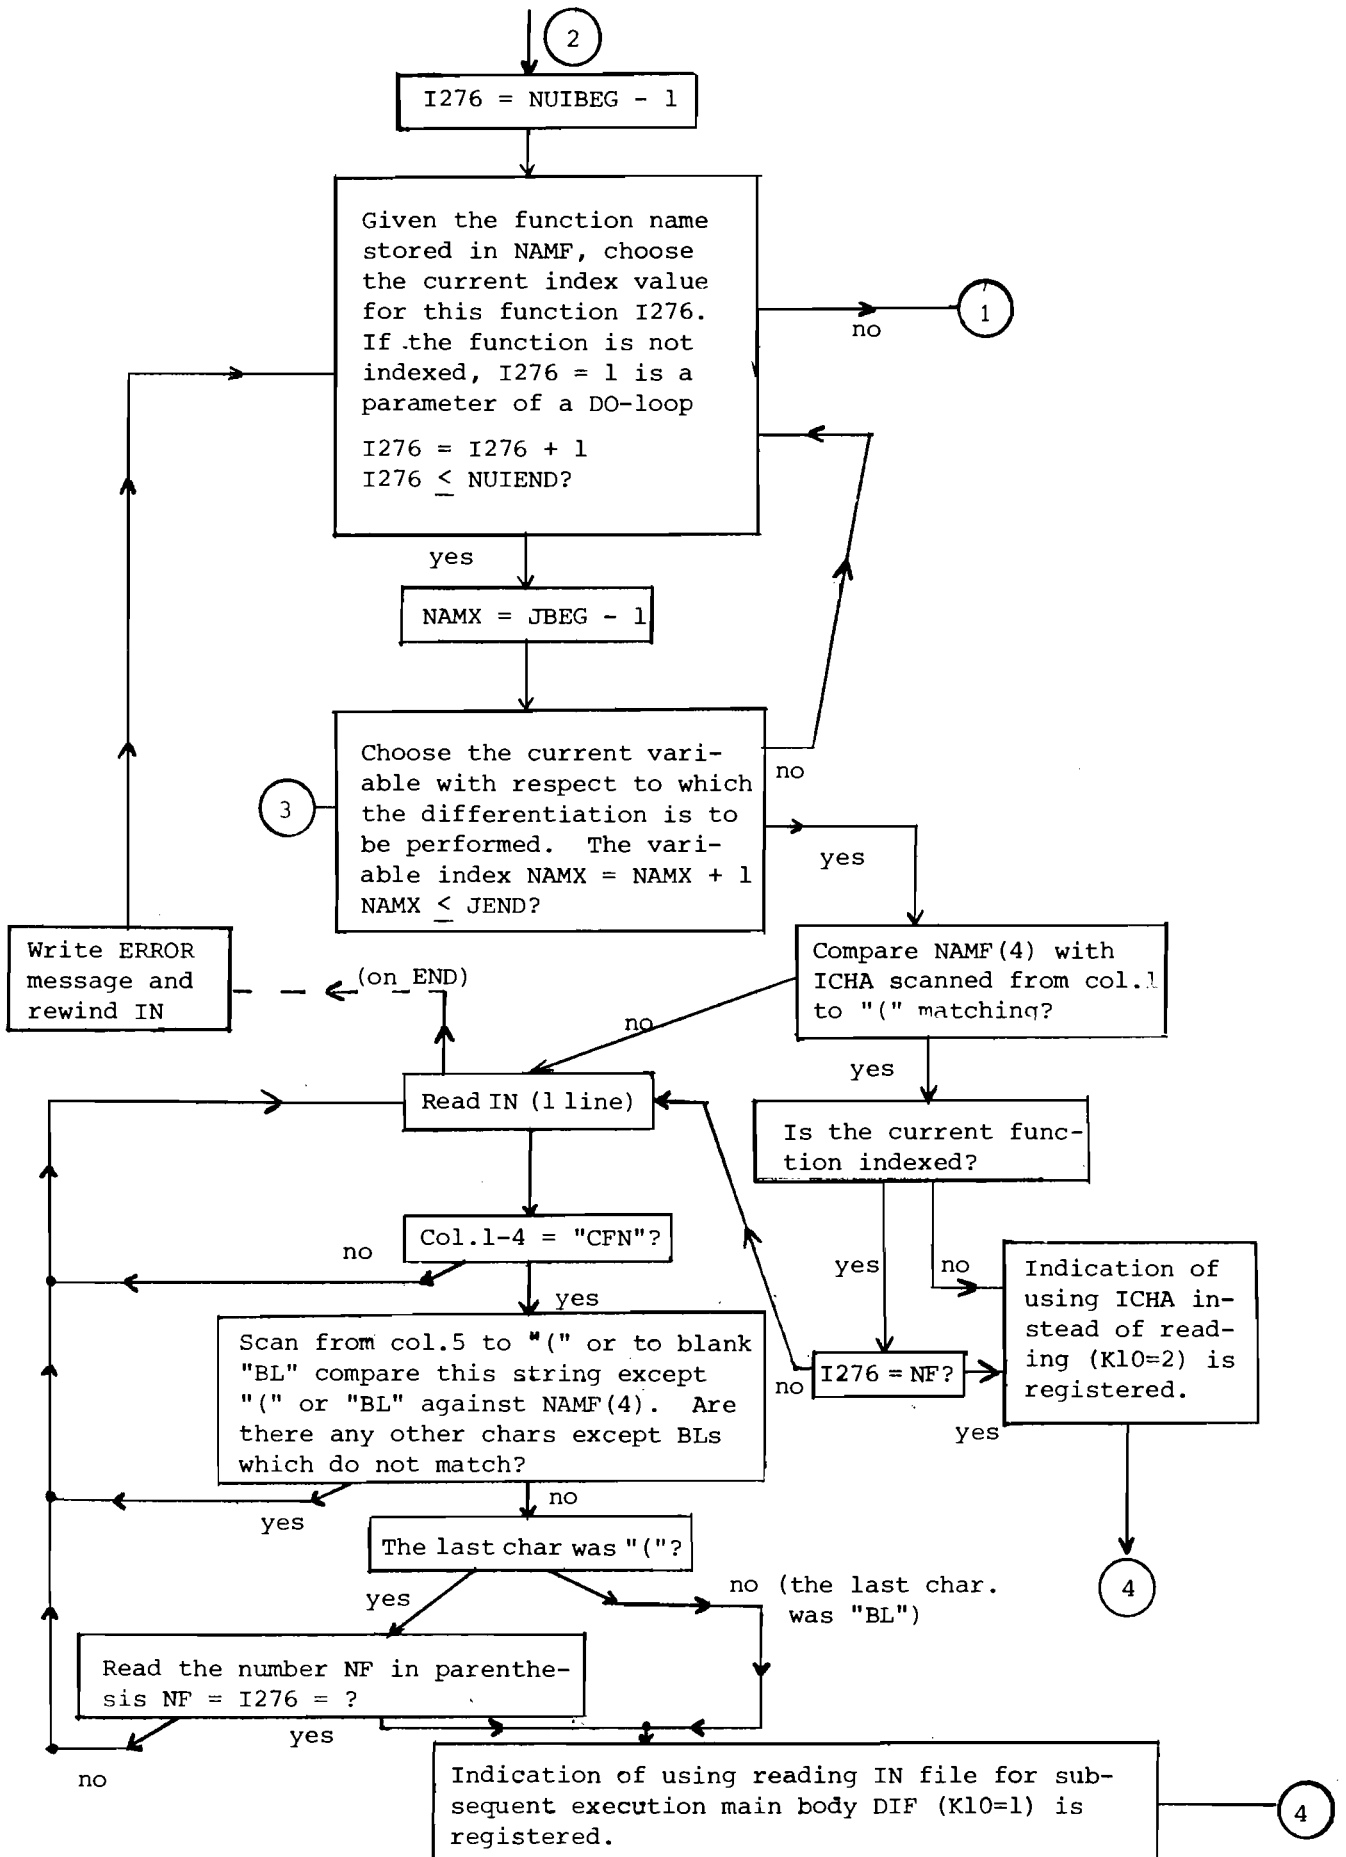 2
I276 = NUIBEG - 1
Given the function name
stored in NAMF, choose
the current index value
for this function I276.
If the function is not
indexed, I276 = 1 is a
parameter of a DO-loop
I276 = I276 + 1
I276 ≤ NUIEND?
no
1
yes
NAMX = JBEG - 1
3
Choose the current vari-
able with respect to which
the differentiation is to
be performed. The vari-
able index NAMX = NAMX + 1
NAMX ≤ JEND?
no
yes
Write ERROR
message and
rewind IN
(on END)
Compare NAMF(4) with
ICHA scanned from col.1
to "(" matching?
no
yes
Read IN (1 line)
Is the current func-
tion indexed?
Col.1-4 = "CFN"?
no
yes
yes
no
Indication of
using ICHA in-
stead of read-
ing (K10=2) is
registered.
I276 = NF?
no
yes
4
Scan from col.5 to "(" or to blank
"BL" compare this string except
"(" or "BL" against NAMF(4). Are
there any other chars except BLs
which do not match?
yes
no
The last char was "("?
yes
no (the last char.
was "BL")
Read the number NF in parenthe-
sis NF = I276 = ?
yes
no
Indication of using reading IN file for sub-
sequent execution main body DIF (K10=1) is
registered.
4